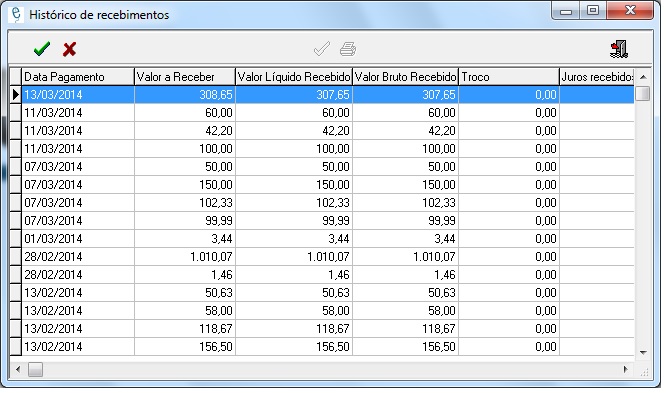 Histórico de recebimentos
Data Pagamento Valor a Receber Valor Líquido Recebido Valor Bruto Recebido Troco Juros recebidos
13/03/2014 308,65 307,65 307,65 0,00
11/03/2014 60,00 60,00 60,00 0,00
11/03/2014 42,20 42,20 42,20 0,00
11/03/2014 100,00 100,00 100,00 0,00
07/03/2014 50,00 50,00 50,00 0,00
07/03/2014 150,00 150,00 150,00 0,00
07/03/2014 102,33 102,33 102,33 0,00
07/03/2014 99,99 99,99 99,99 0,00
01/03/2014 3,44 3,44 3,44 0,00
28/02/2014 1.010,07 1.010,07 1.010,07 0,00
28/02/2014 1,46 1,46 1,46 0,00
13/02/2014 50,63 50,63 50,63 0,00
13/02/2014 58,00 58,00 58,00 0,00
13/02/2014 118,67 118,67 118,67 0,00
13/02/2014 156,50 156,50 156,50 0,00